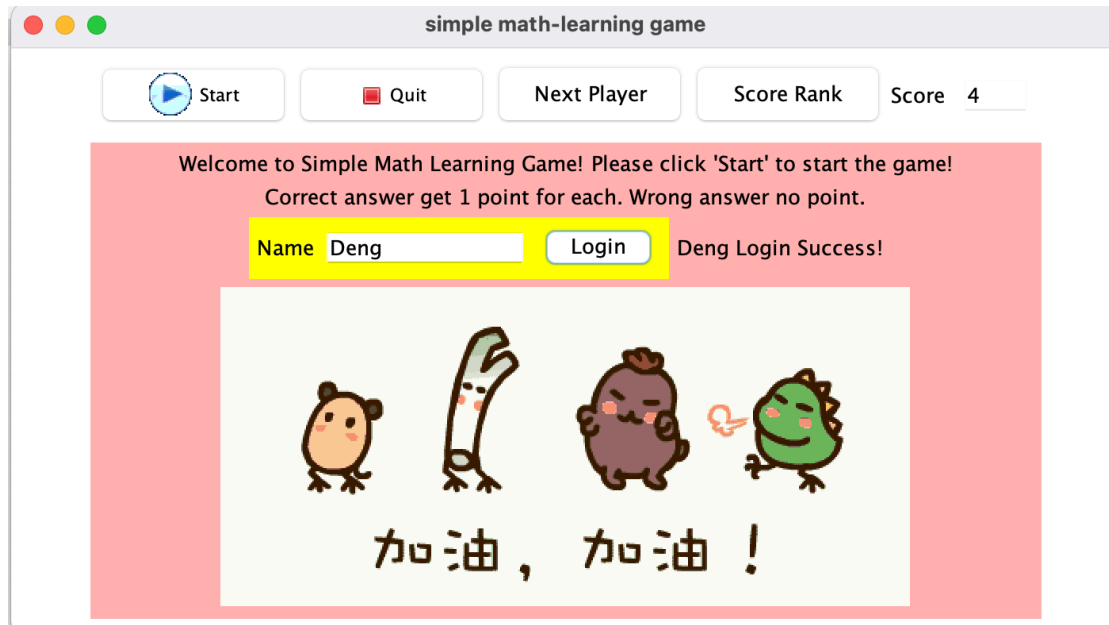 simple math-learning game
Start Quit Next Player Score Rank Score 4
Welcome to Simple Math Learning Game! Please click 'Start' to start the game!
Correct answer get 1 point for each. Wrong answer no point.
Name Deng Login Deng Login Success!
加油，加油！